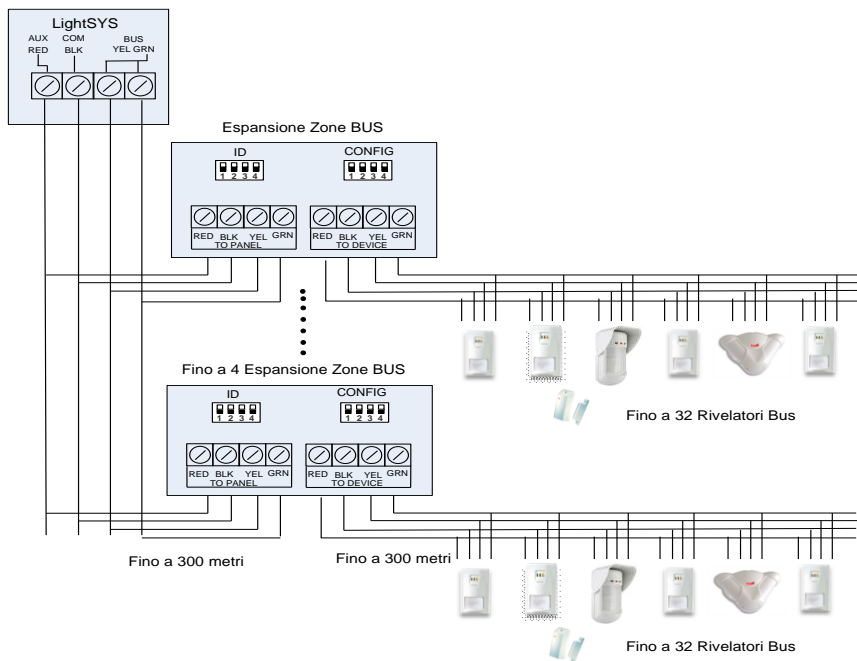 LightSYS
AUX COM BUS
RED BLK YEL GRN
Espansione Zone BUS
ID CONFIG
1 2 3 4 1 2 3 4
RED BLK YEL GRN RED BLK YEL GRN
TO PANEL TO DEVICE
Fino a 32 Rivelatori Bus
Fino a 4 Espansione Zone BUS
ID CONFIG
1 2 3 4 1 2 3 4
RED BLK YEL GRN RED BLK YEL GRN
TO PANEL TO DEVICE
Fino a 300 metri Fino a 300 metri
Fino a 32 Rivelatori Bus